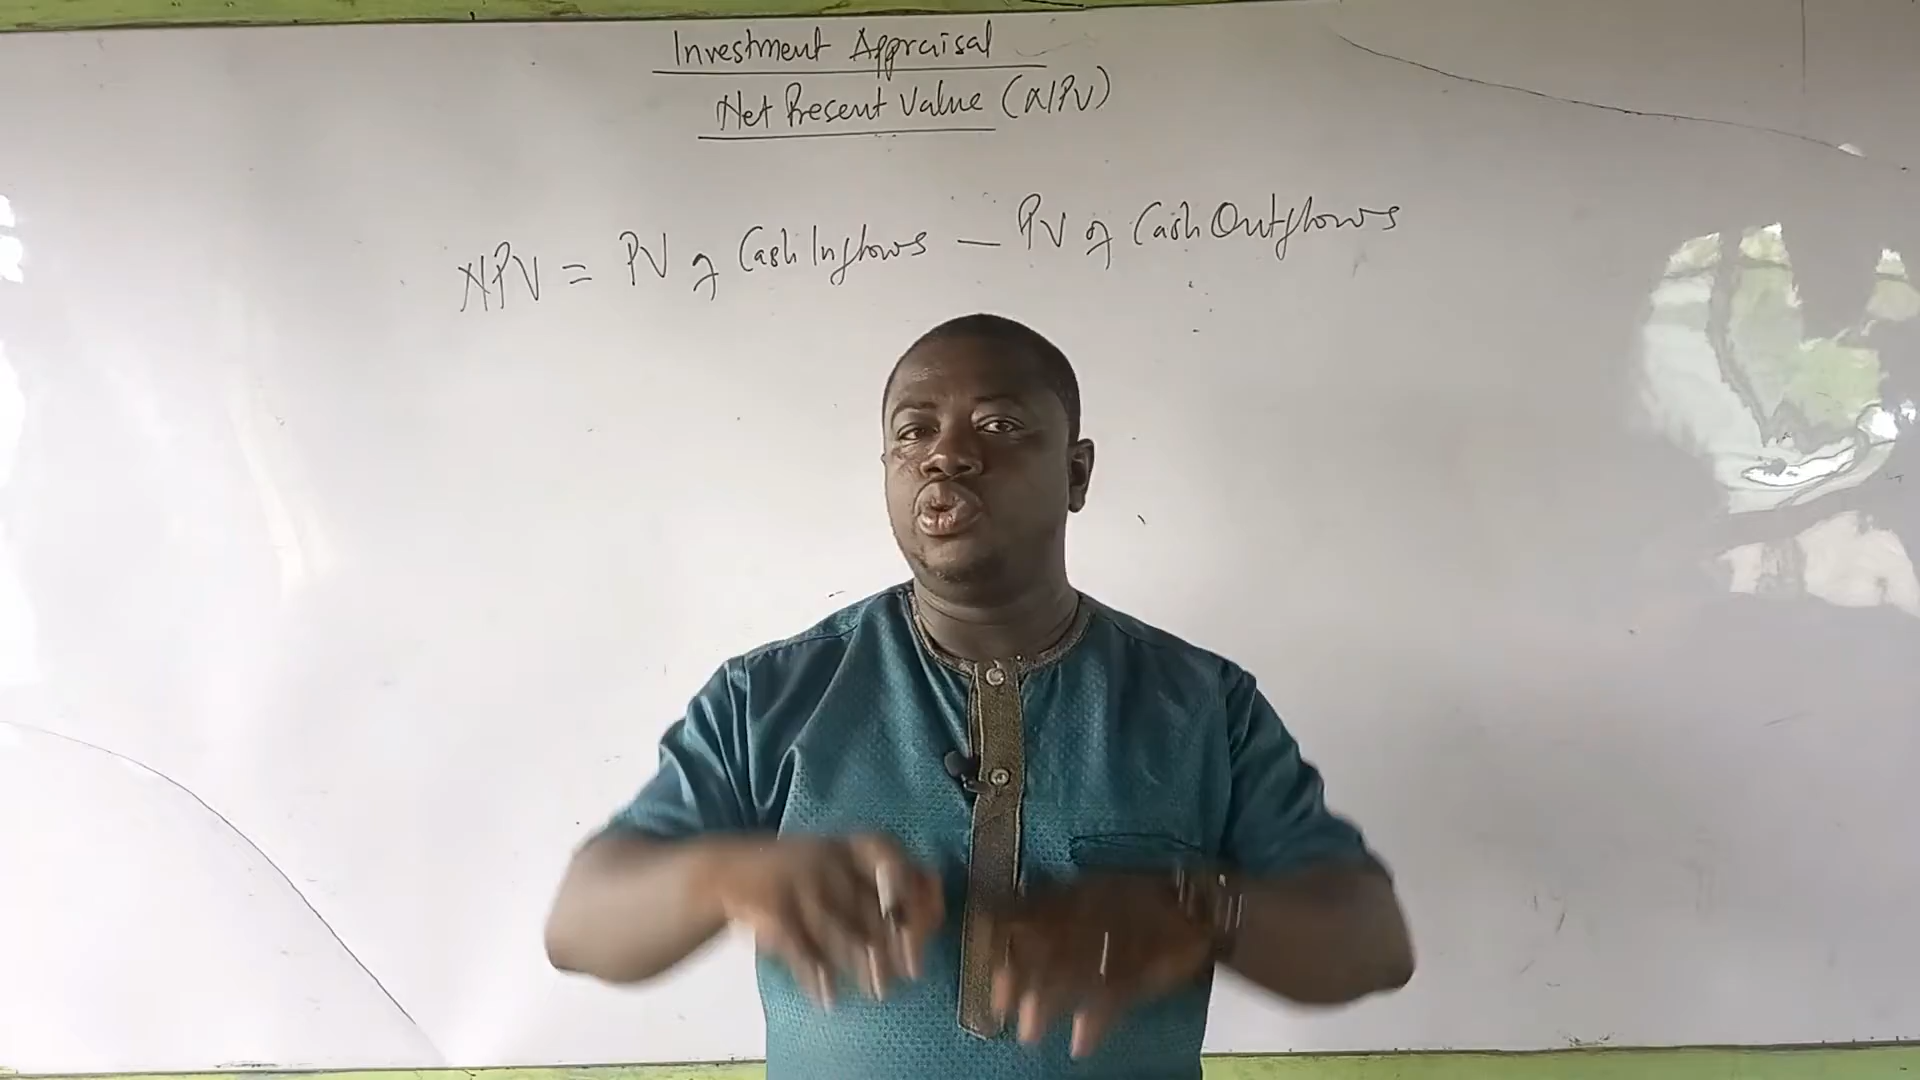 Investment Appraisal
Net Present Value (NPV)
NPV = PV of Cash Inflows — PV of Cash Outflows